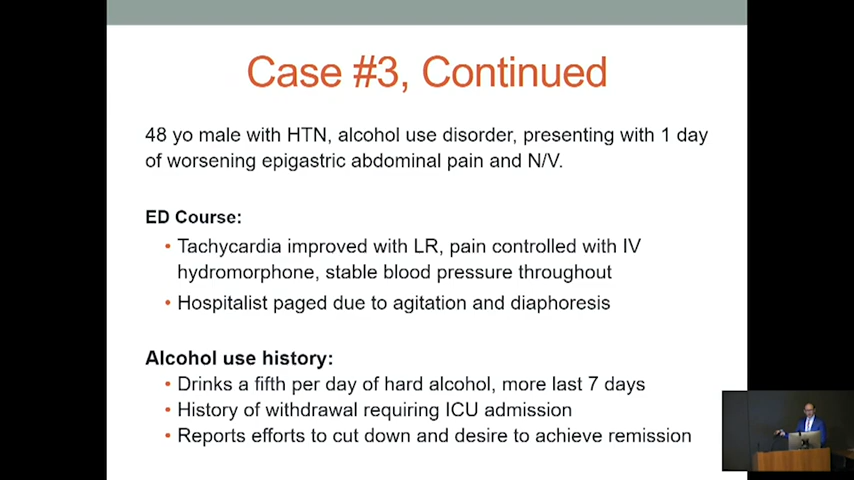 Case #3, Continued
48 yo male with HTN, alcohol use disorder, presenting with 1 day
of worsening epigastric abdominal pain and N/V.
ED Course:
• Tachycardia improved with LR, pain controlled with IV
hydromorphone, stable blood pressure throughout
• Hospitalist paged due to agitation and diaphoresis
Alcohol use history:
• Drinks a fifth per day of hard alcohol, more last 7 days
• History of withdrawal requiring ICU admission
• Reports efforts to cut down and desire to achieve remission